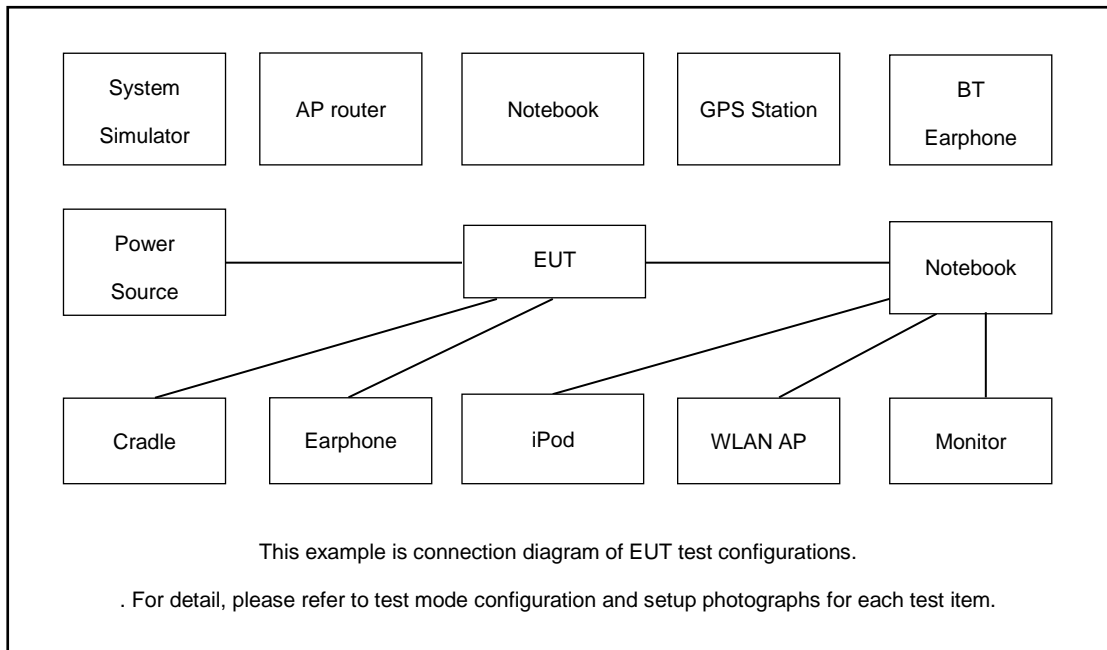 System
Simulator
AP router
Notebook
GPS Station
BT
Earphone
Power
Source
EUT
Notebook
Cradle
Earphone
iPod
WLAN AP
Monitor
This example is connection diagram of EUT test configurations.
. For detail, please refer to test mode configuration and setup photographs for each test item.